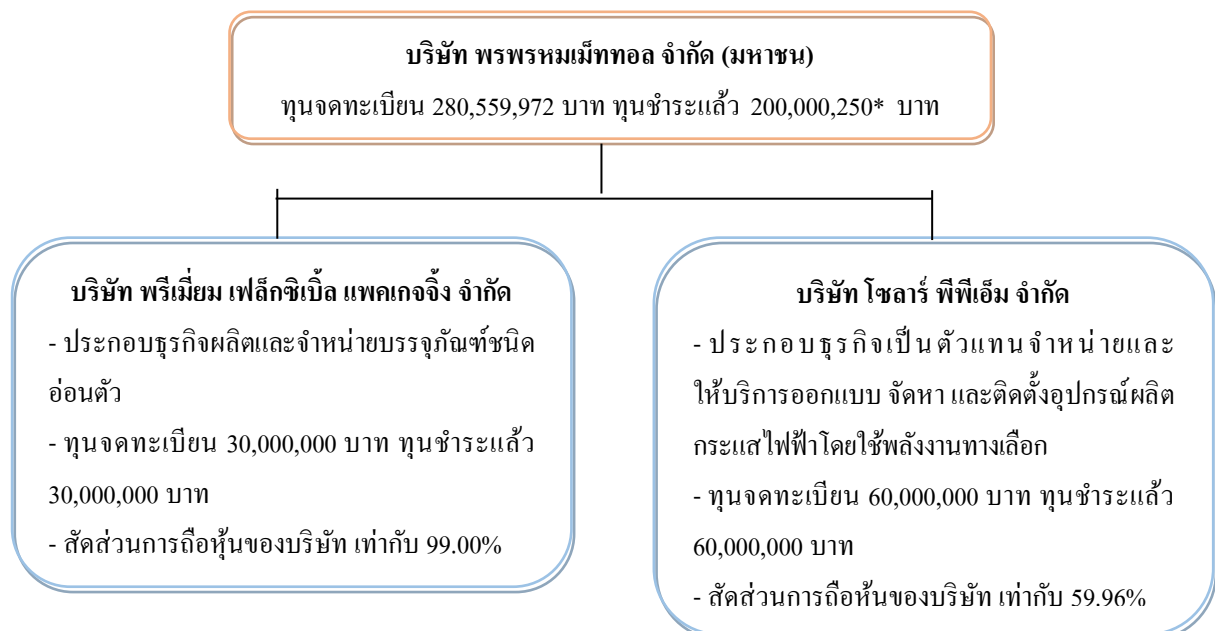 บริษัท พรพรหมเม็ททอล จำกัด (มหาชน)
ทุนจดทะเบียน 280,559,972 บาท ทุนชำระแล้ว 200,000,250* บาท
บริษัท พรีเมี่ยม เฟล็กซิเบิ้ล แพคเกจจิ้ง จำกัด
- ประกอบธุรกิจผลิตและจำหน่ายบรรจุภัณฑ์ชนิด
อ่อนตัว
- ทุนจดทะเบียน 30,000,000 บาท ทุนชำระแล้ว
30,000,000 บาท
- สัดส่วนการถือหุ้นของบริษัท เท่ากับ 99.00%
บริษัท โซลาร์ พีพีเอ็ม จำกัด
- ประกอบธุรกิจเป็นตัวแทนจำหน่ายและ
ให้บริการออกแบบ จัดหา และติดตั้งอุปกรณ์ผลิต
กระแสไฟฟ้าโดยใช้พลังงานทางเลือก
- ทุนจดทะเบียน 60,000,000 บาท ทุนชำระแล้ว
60,000,000 บาท
- สัดส่วนการถือหุ้นของบริษัท เท่ากับ 59.96%